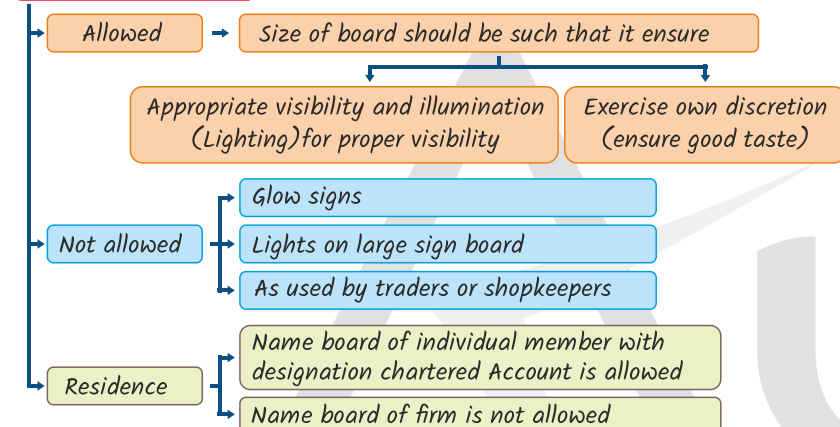 Allowed
Size of board should be such that it ensure
Appropriate visibility and illumination
(Lighting)for proper visibility
Exercise own discretion
(ensure good taste)
Not allowed
Glow signs
Lights on large sign board
As used by traders or shopkeepers
Residence
Name board of individual member with
designation chartered Account is allowed
Name board of firm is not allowed